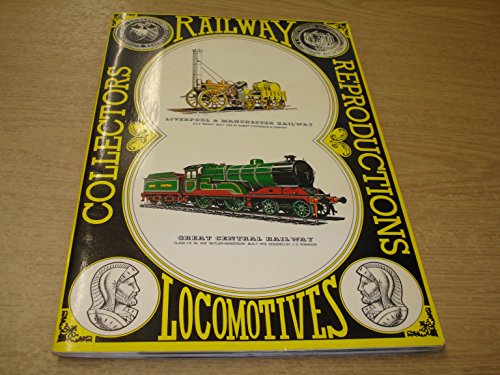 RAILWAY
COLLECTORS
REPRODUCTIONS
LIVERPOOL & MANCHESTER RAILWAY
GREAT CENTRAL RAILWAY
LOCOMOTIVES